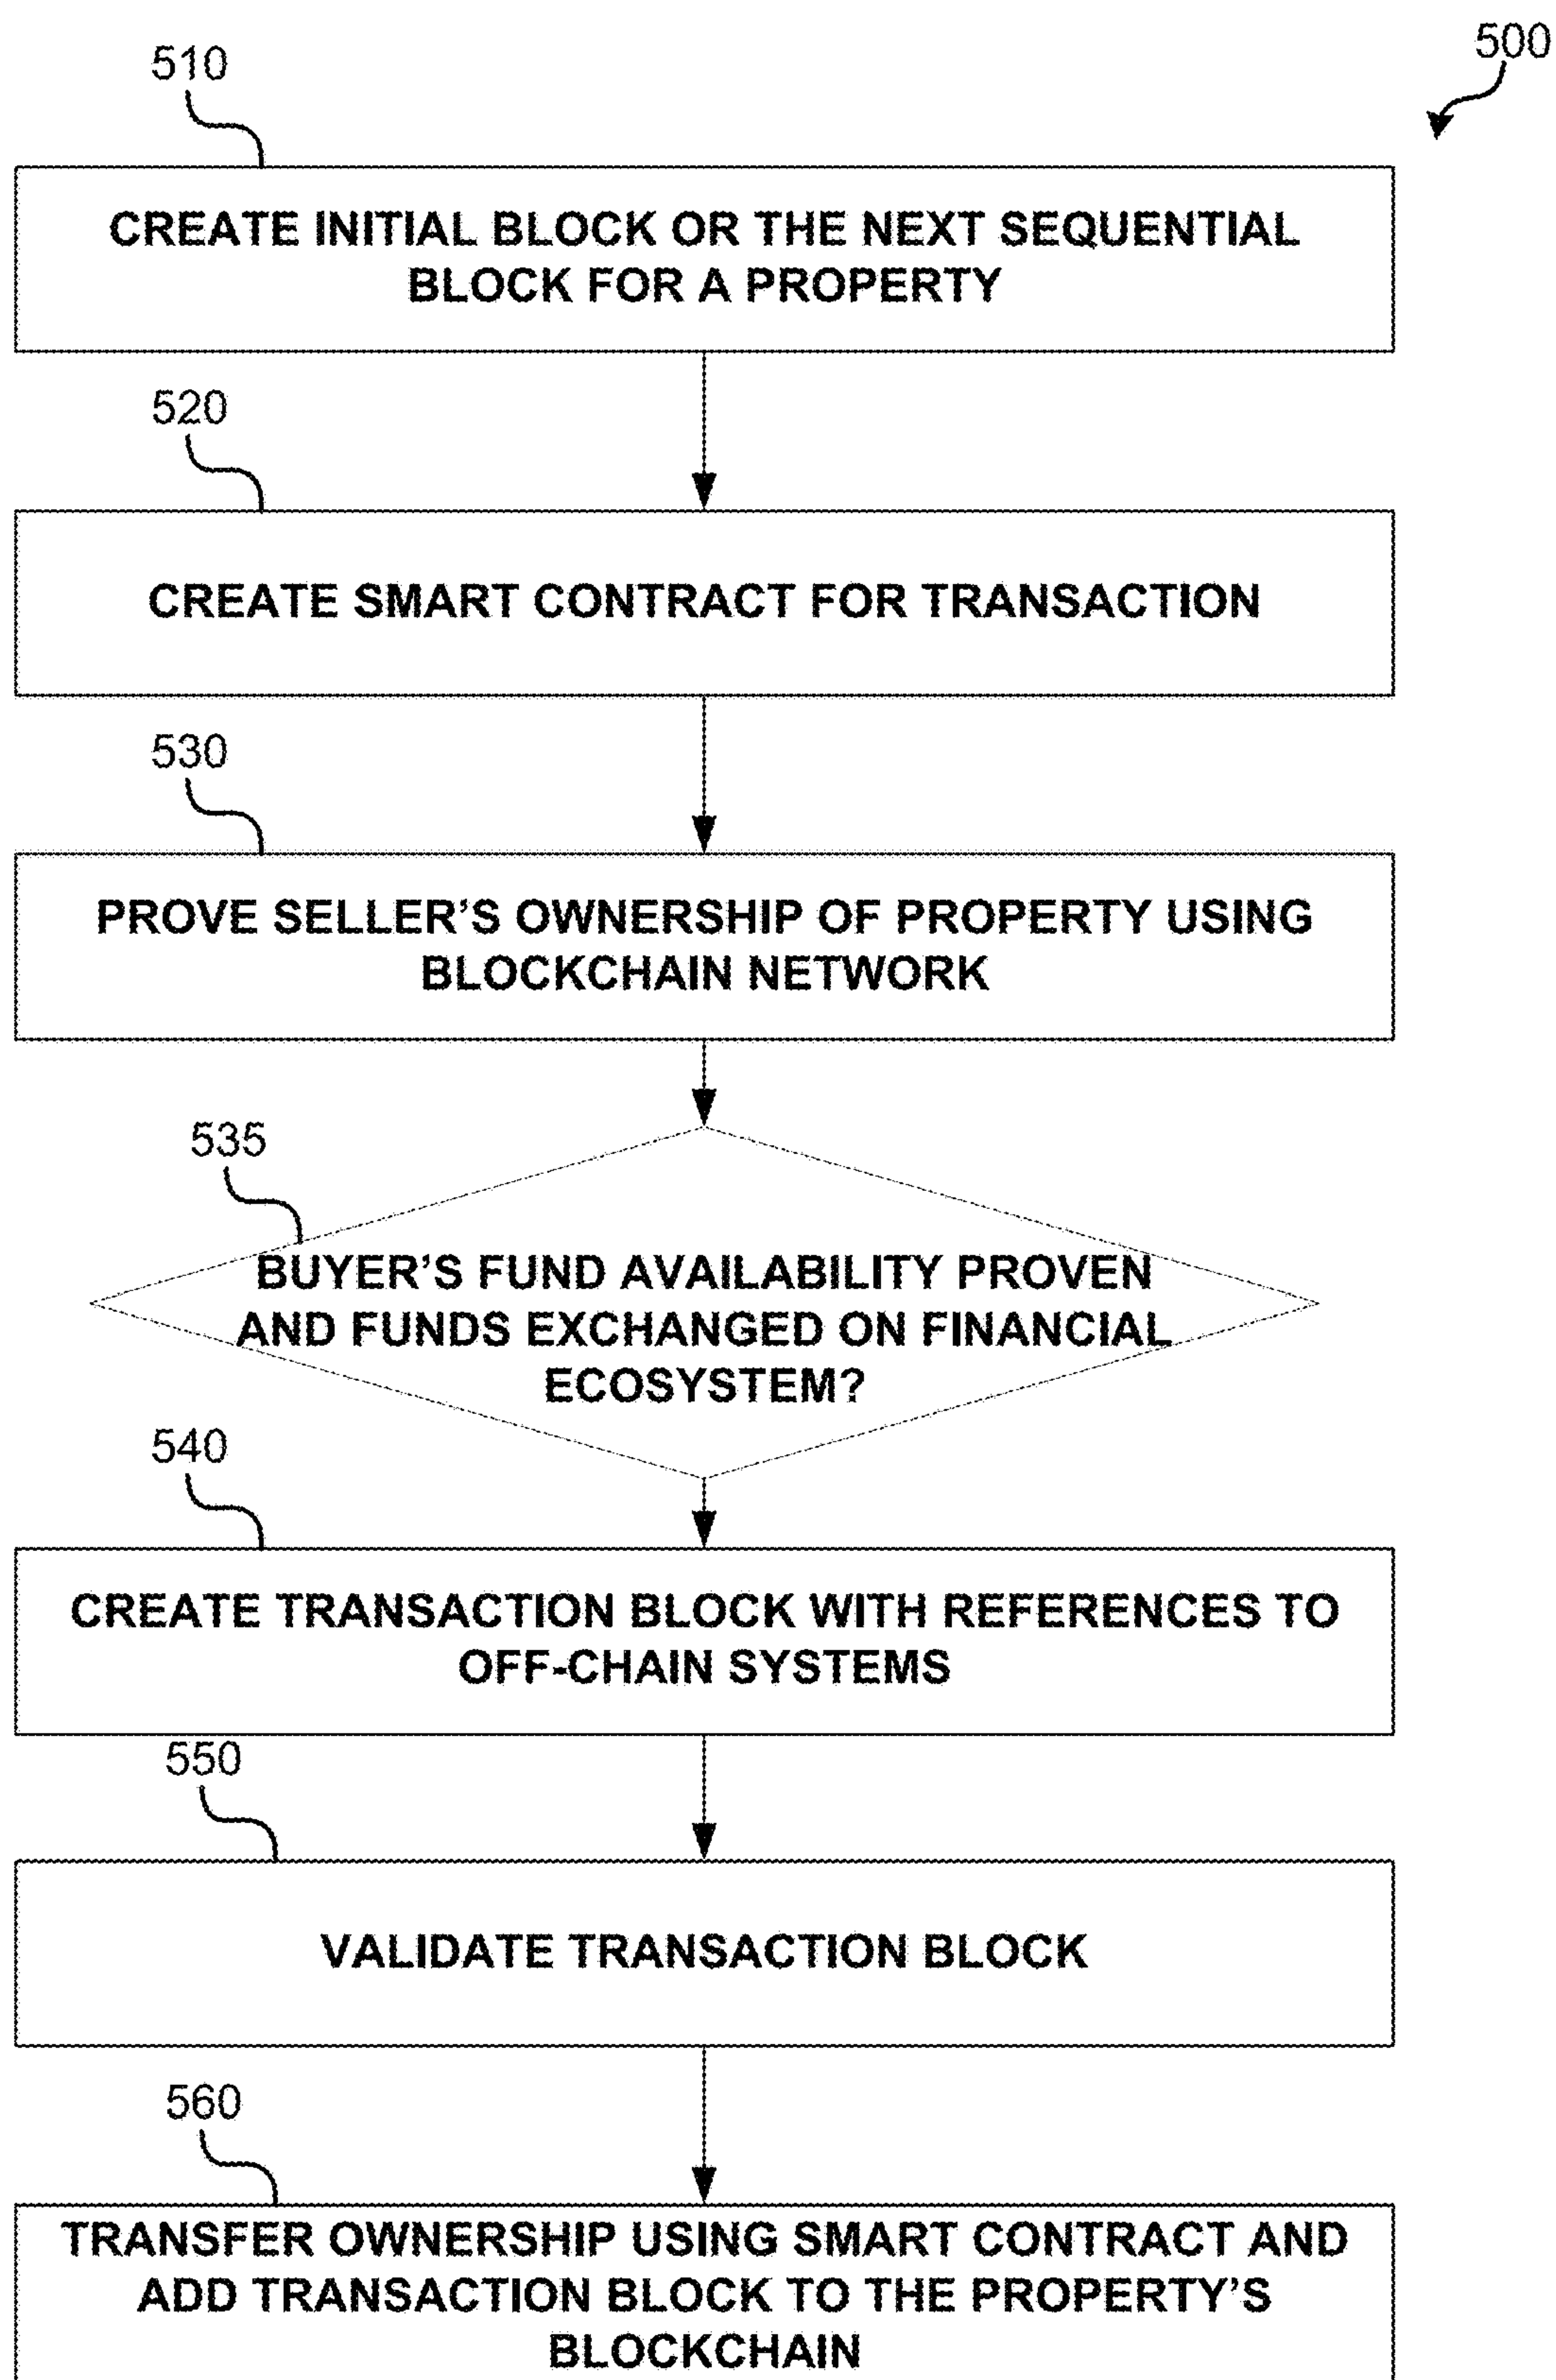 500
510
CREATE INITIAL BLOCK OR THE NEXT SEQUENTIAL
BLOCK FOR A PROPERTY
520
CREATE SMART CONTRACT FOR TRANSACTION
530
PROVE SELLER’S OWNERSHIP OF PROPERTY USING
BLOCKCHAIN NETWORK
535
BUYER’S FUND AVAILABILITY PROVEN
AND FUNDS EXCHANGED ON FINANCIAL
ECOSYSTEM?
540
CREATE TRANSACTION BLOCK WITH REFERENCES TO
OFF-CHAIN SYSTEMS
550
VALIDATE TRANSACTION BLOCK
560
TRANSFER OWNERSHIP USING SMART CONTRACT AND
ADD TRANSACTION BLOCK TO THE PROPERTY’S
BLOCKCHAIN